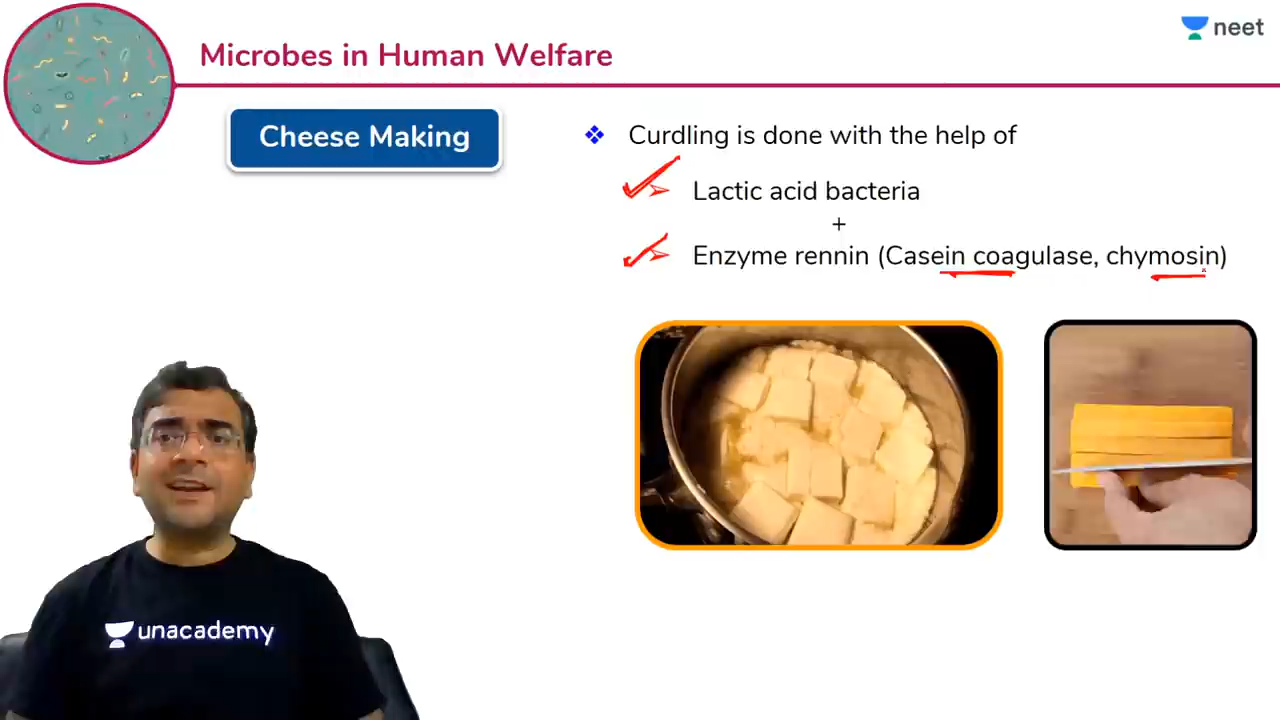 Microbes in Human Welfare
neet
Cheese Making
Curdling is done with the help of
Lactic acid bacteria
+
Enzyme rennin (Casein coagulase, chymosin)
unacademy